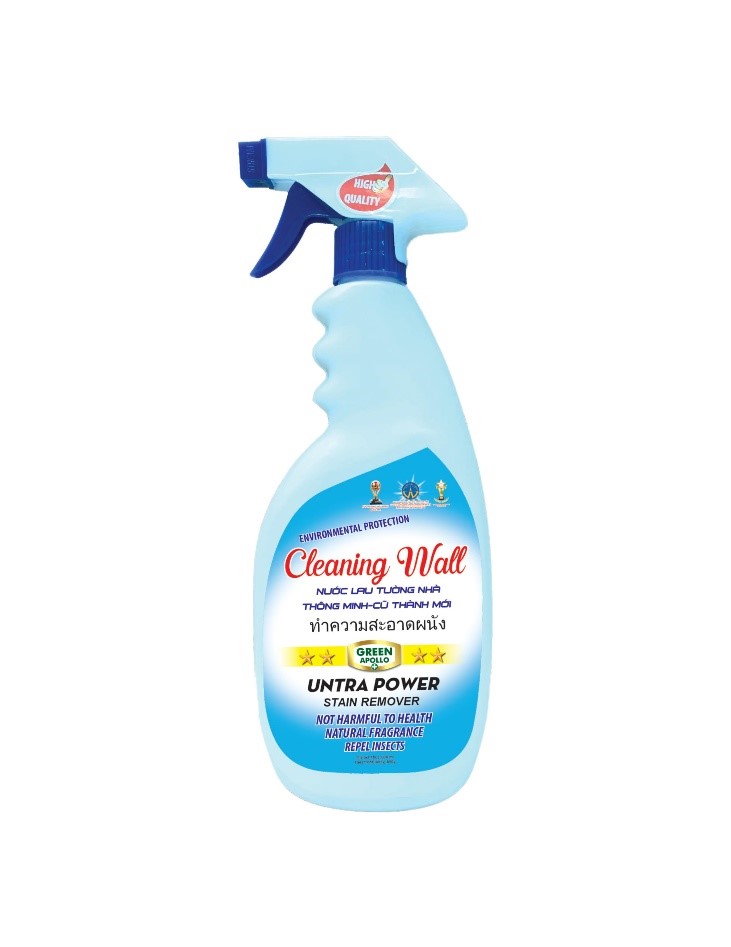 HIGH
QUALITY
ENVIRONMENTAL PROTECTION
Cleaning Wall
NƯỚC LAU TƯỜNG NHÀ
THÔNG MINH-CŨ THÀNH MỚI
ทำความสะอาดผนัง
GREEN
APOLLO
UNTRA POWER
STAIN REMOVER
NOT HARMFUL TO HEALTH
NATURAL FRAGRANCE
REPEL INSECTS